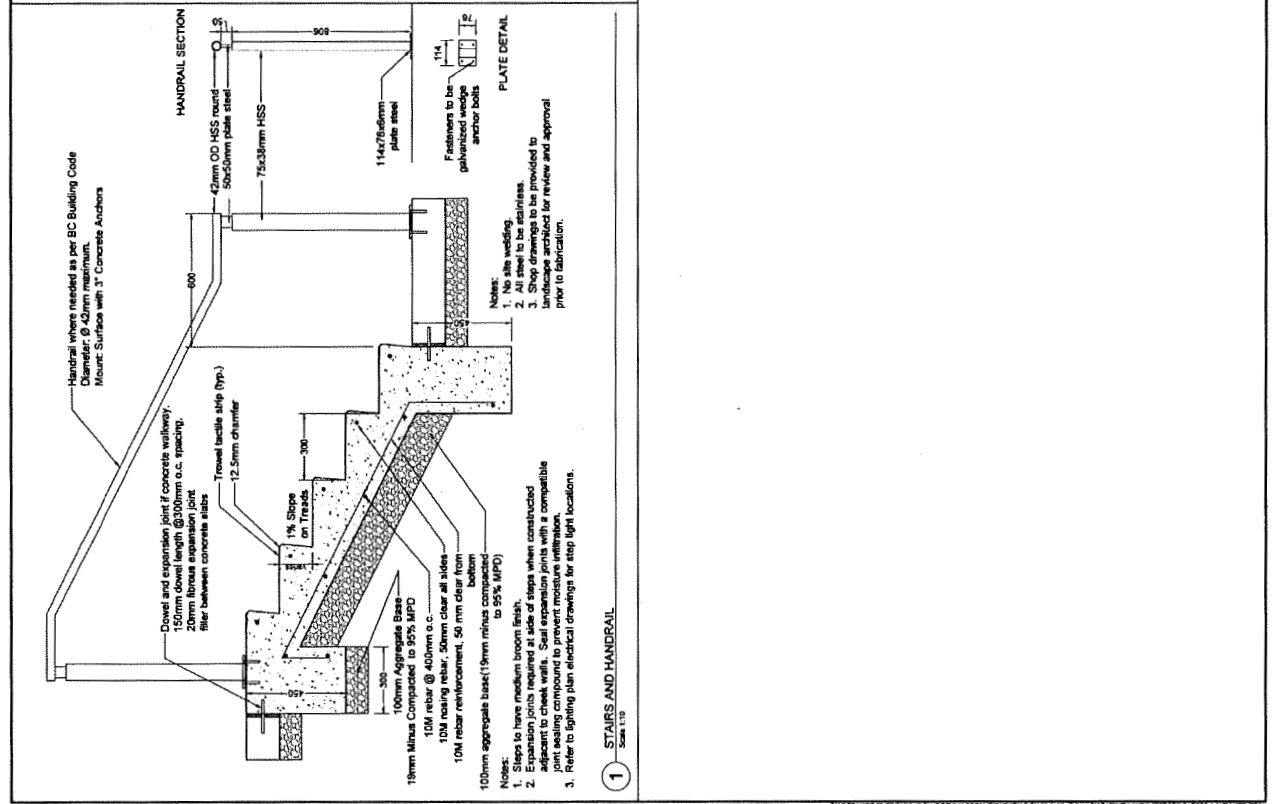 Handrail where needed as per BC Building Code
Diameter: Ø 42mm maximum.
Mount: Surface with 3" Concrete Anchors
Dowel and expansion joint if concrete walkway.
150mm dowel length @300mm o.c. spacing,
20mm fibrous expansion joint
filler between concrete slabs
Trowel tactile strip (typ.)
12.5mm chamfer
1% Slope
on Treads
varies
300
600
450
300
450
100mm Aggregate Base
19mm Minus Compacted to 95% MPD
10M rebar @ 400mm o.c.
10M nosing rebar, 50mm clear all sides
10M rebar reinforcement, 50 mm clear from
bottom
100mm aggregate base(19mm minus compacted
to 95% MPD)
Notes:
1. Steps to have medium broom finish.
2. Expansion joints required at side of steps when constructed
adjacent to cheek walls. Seal expansion joints with a compatible
joint sealing compound to prevent moisture infiltration.
3. Refer to lighting plan electrical drawings for step light locations.
HANDRAIL SECTION
50
806
42mm OD HSS round
50x50mm plate steel
75x38mm HSS
114x76x6mm
plate steel
114
76
Fasteners to be
galvanized wedge
anchor bolts
PLATE DETAIL
Notes:
1. No site welding.
2. All steel to be stainless.
3. Shop drawings to be provided to
landscape architect for review and approval
prior to fabrication.
1
STAIRS AND HANDRAIL
Scale 1:10